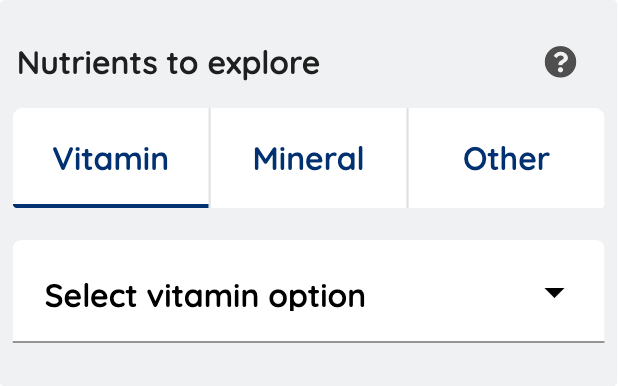 Nutrients to explore ?
Vitamin Mineral Other
Select vitamin option